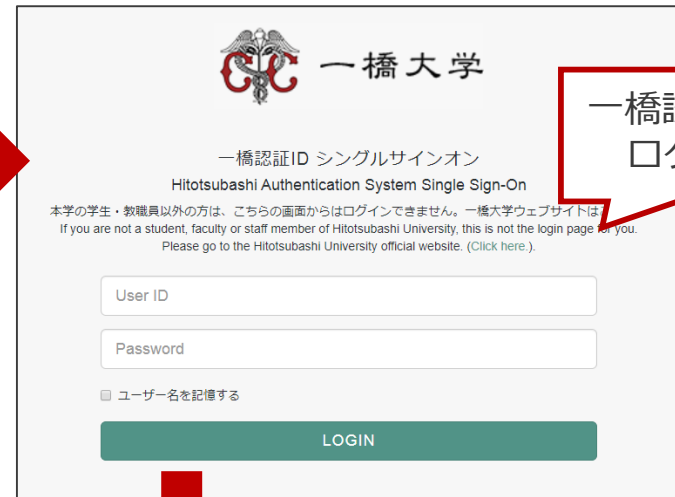 一橋大学
一橋認
ログ
一橋認証ID シングルサインオン
Hitotsubashi Authentication System Single Sign-On
本学の学生・教職員以外の方は、こちらの画面からはログインできません。一橋大学ウェブサイトは
If you are not a student, faculty or staff member of Hitotsubashi University, this is not the login page for you.
Please go to the Hitotsubashi University official website. (Click here.).
User ID
Password
ユーザー名を記憶する
LOGIN